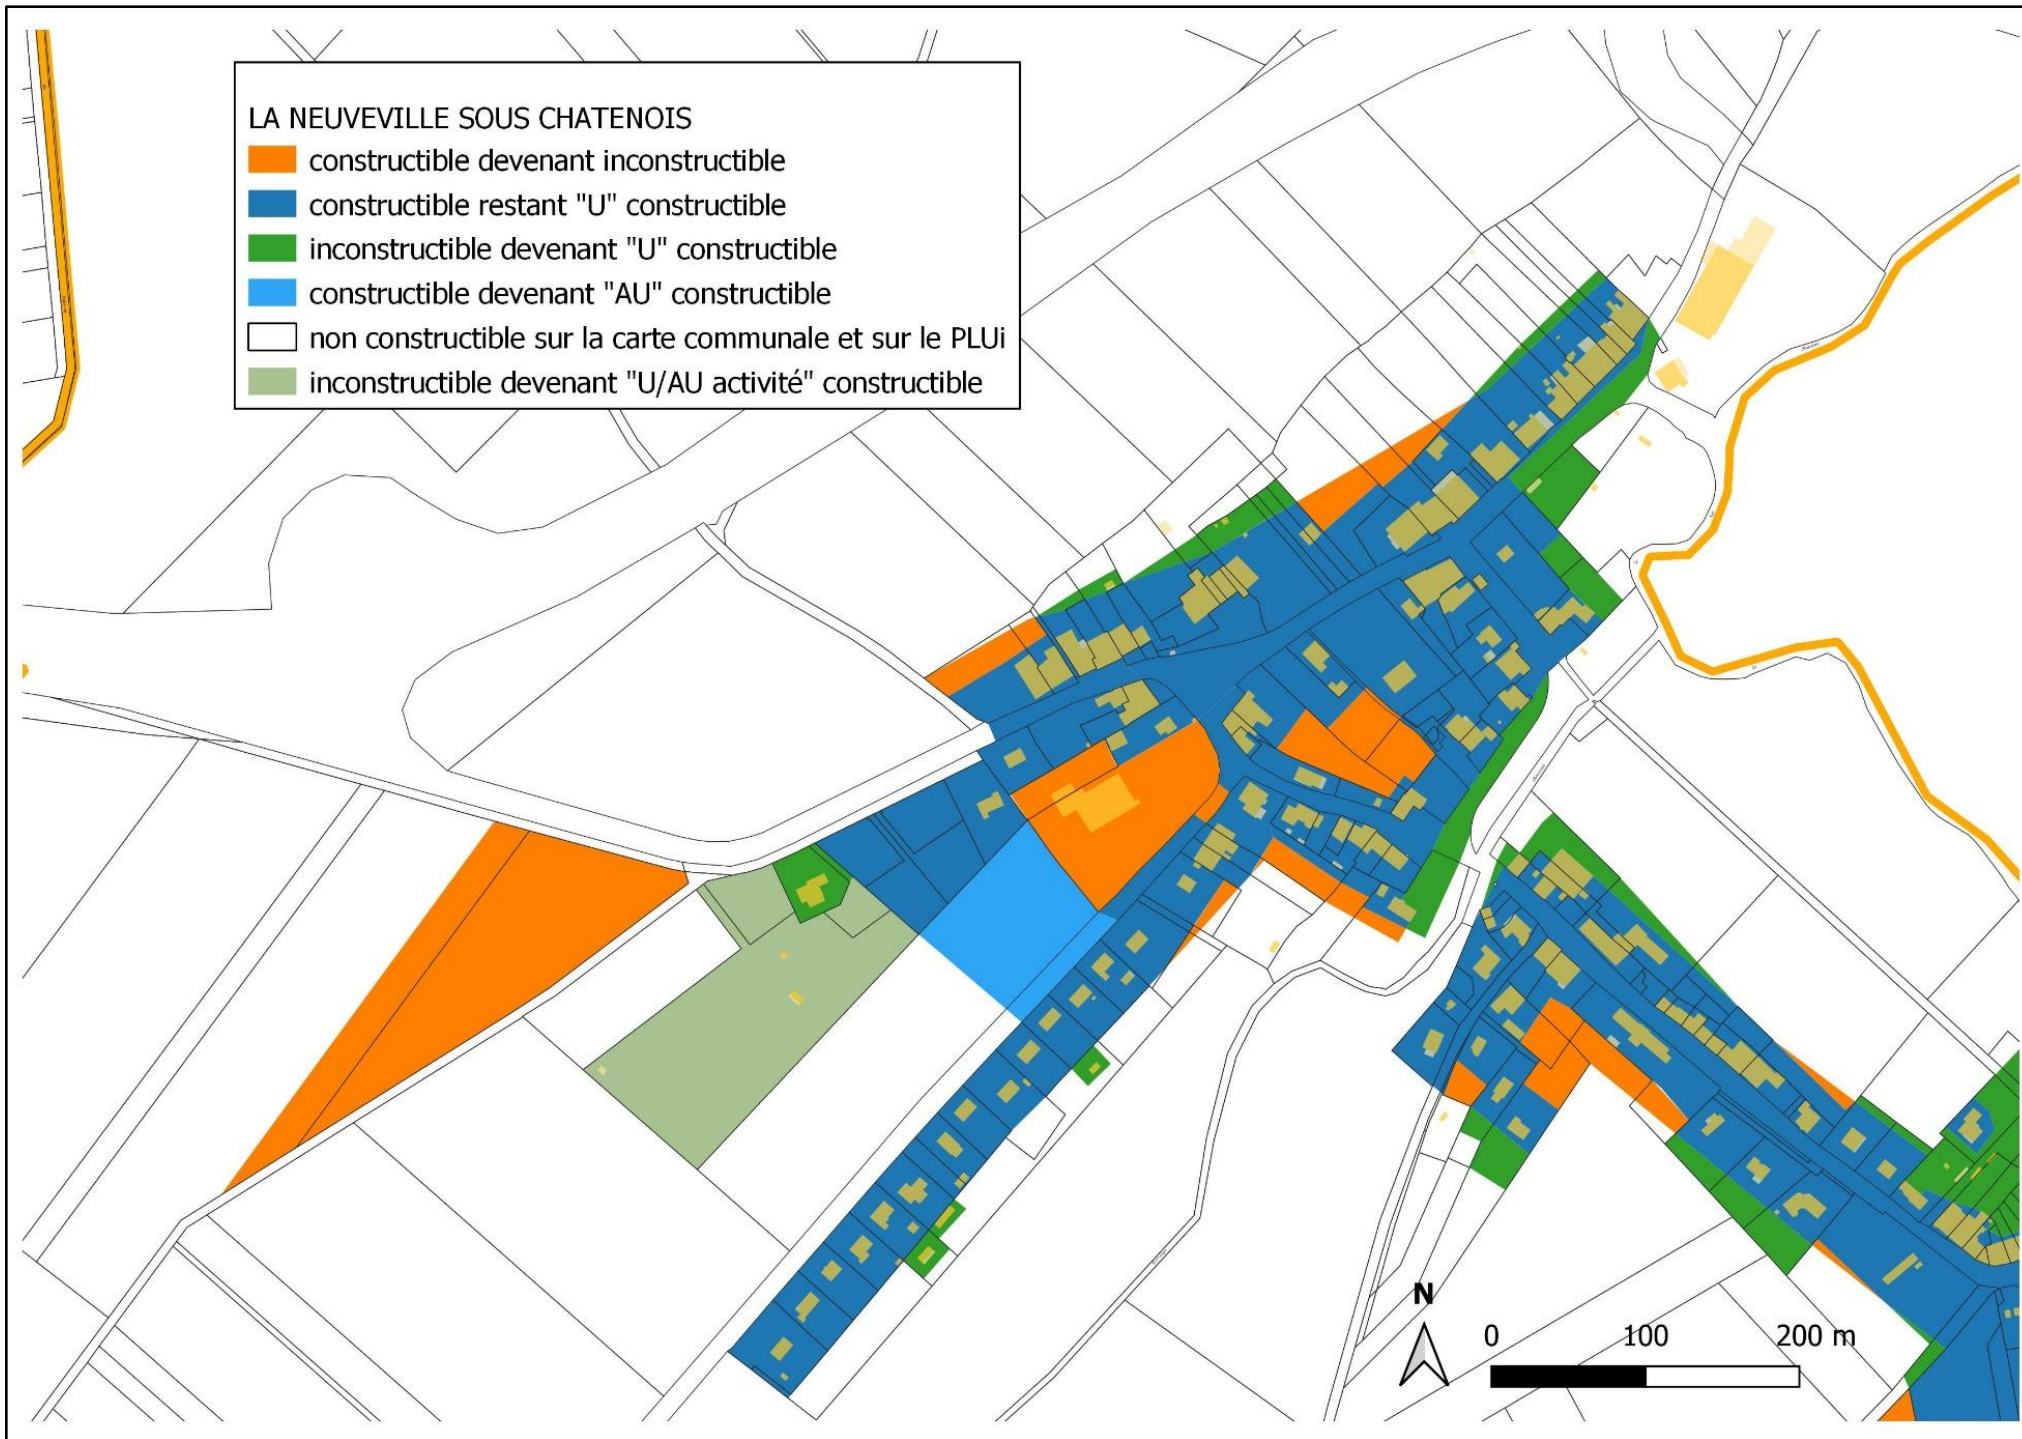 LA NEUVEVILLE SOUS CHATENOIS
constructible devenant inconstructible
constructible restant "U" constructible
inconstructible devenant "U" constructible
constructible devenant "AU" constructible
non constructible sur la carte communale et sur le PLUi
inconstructible devenant "U/AU activité" constructible
N
0 100 200 m